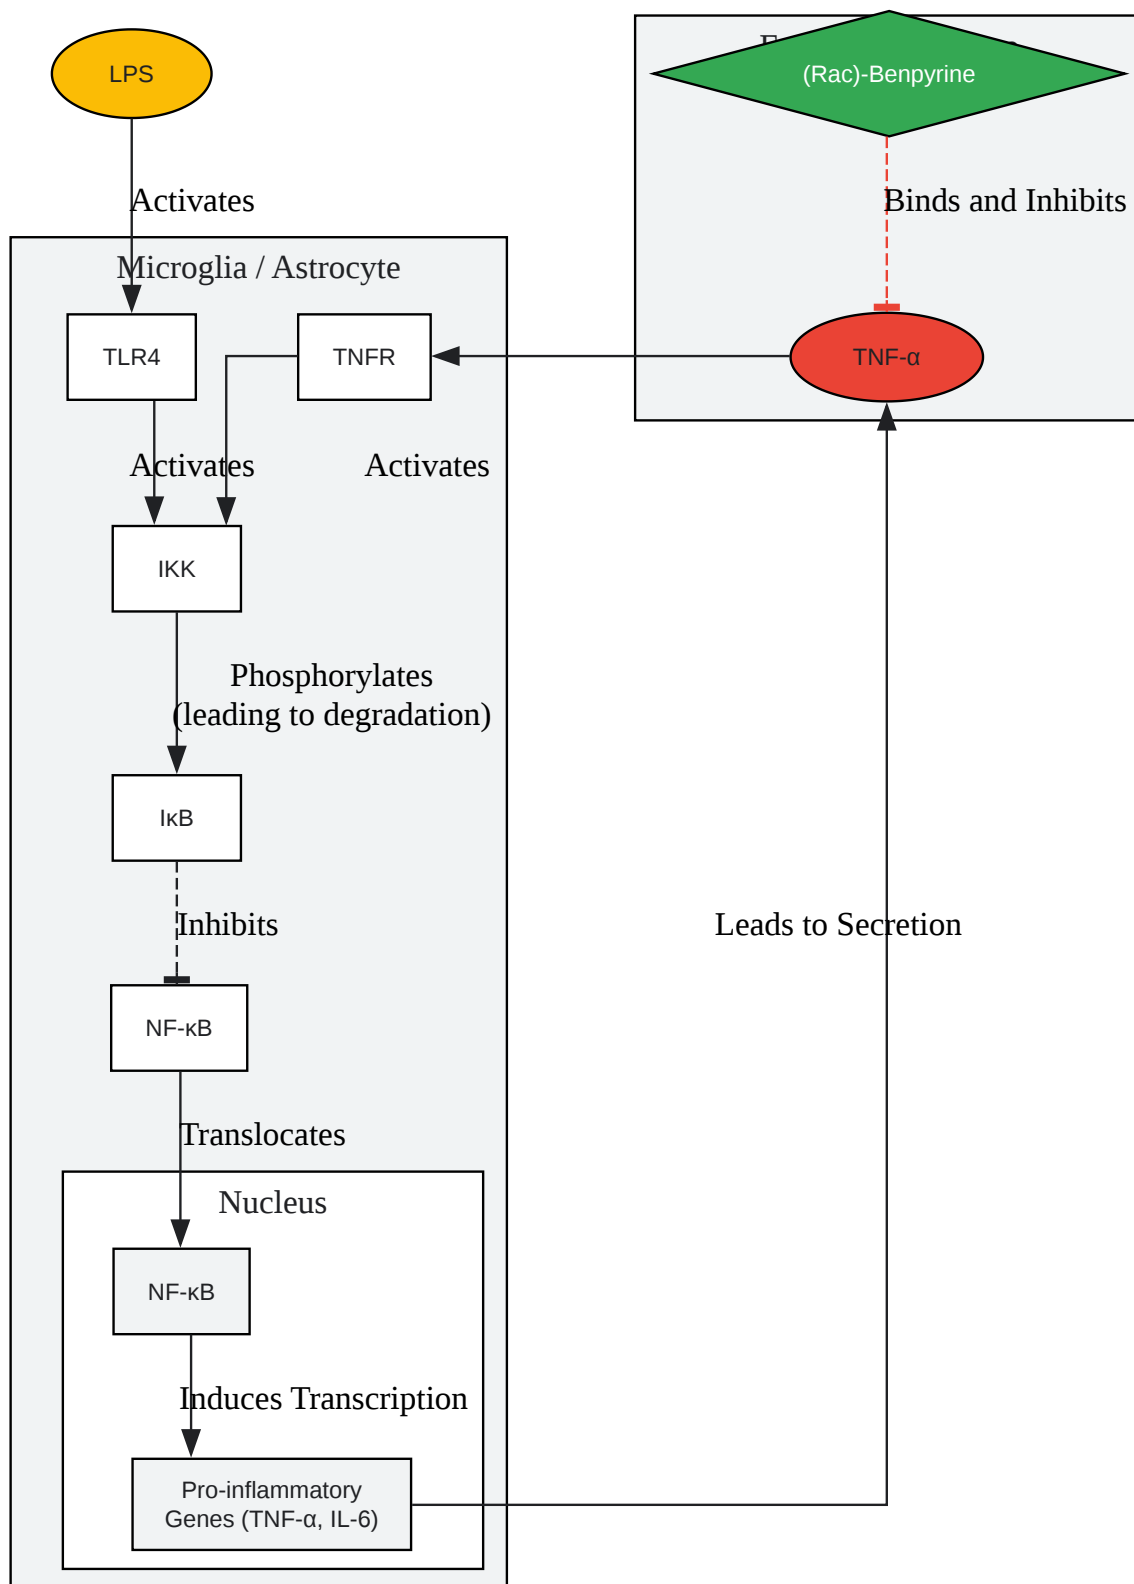 LPS
(Rac)-Benpyrine
Activates
Binds and Inhibits
Microglia / Astrocyte
TLR4
TNFR
TNF-α
Activates
Activates
IKK
Phosphorylates
(leading to degradation)
IκB
Inhibits
Leads to Secretion
NF-κB
Translocates
Nucleus
NF-κB
Induces Transcription
Pro-inflammatory
Genes (TNF-α, IL-6)